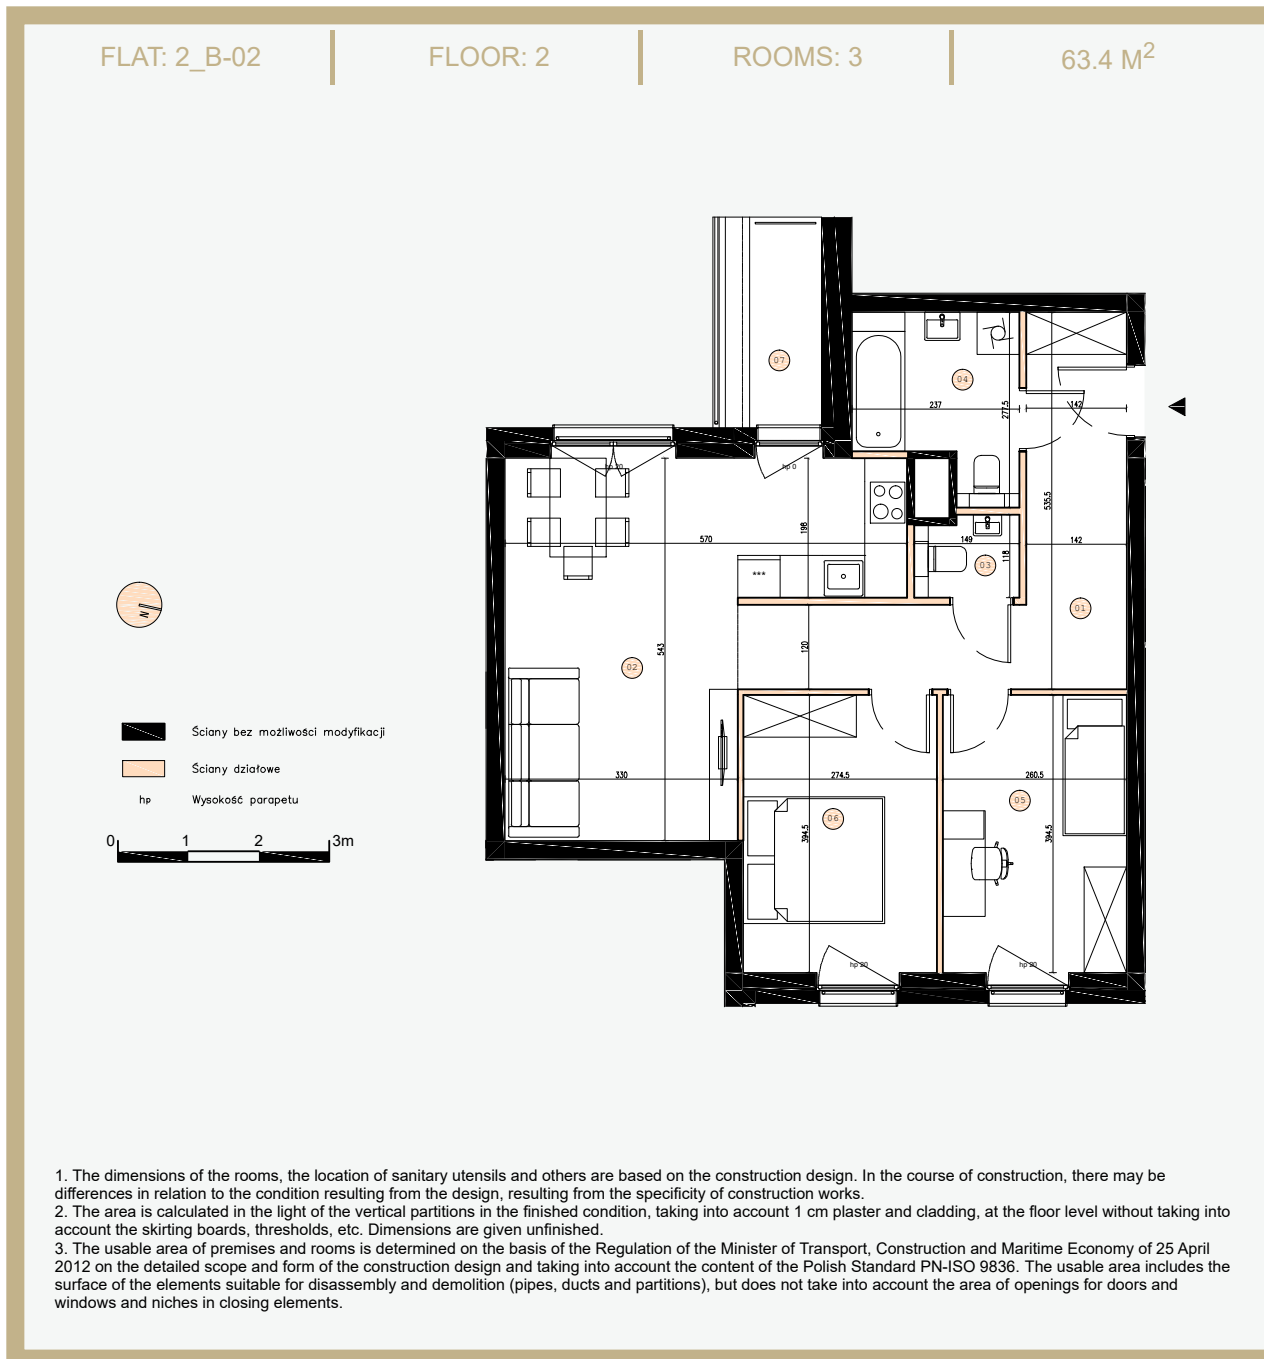 FLAT: 2_B-02
FLOOR: 2
ROOMS: 3
63.4 M2
07
04
237
277.5
142
hp 20
hp 0
198
535.5
570
149
118
142
***
03
01
N
02
543
120
Ściany bez możliwości modyfikacji
Ściany działowe
hp Wysokość parapetu
330
274.5
260.5
05
06
394.5
394.5
0 1 2 3m
hp 20
hp 20
1. The dimensions of the rooms, the location of sanitary utensils and others are based on the construction design. In the course of construction, there may be
differences in relation to the condition resulting from the design, resulting from the specificity of construction works.
2. The area is calculated in the light of the vertical partitions in the finished condition, taking into account 1 cm plaster and cladding, at the floor level without taking into
account the skirting boards, thresholds, etc. Dimensions are given unfinished.
3. The usable area of premises and rooms is determined on the basis of the Regulation of the Minister of Transport, Construction and Maritime Economy of 25 April
2012 on the detailed scope and form of the construction design and taking into account the content of the Polish Standard PN-ISO 9836. The usable area includes the
surface of the elements suitable for disassembly and demolition (pipes, ducts and partitions), but does not take into account the area of openings for doors and
windows and niches in closing elements.